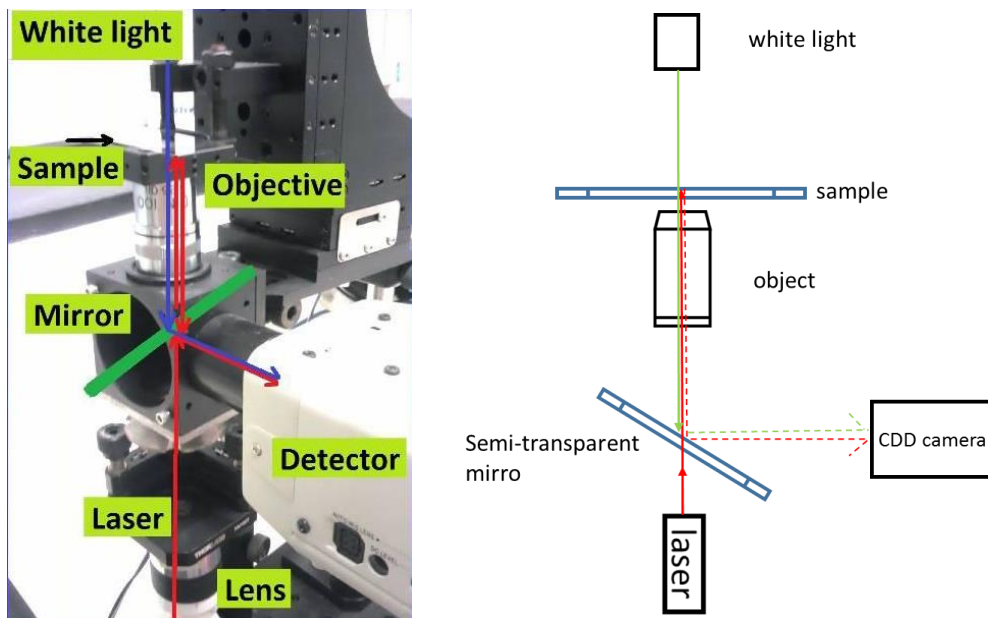 White light
Sample
Objective
Mirror
Detector
Laser
Lens
white light
sample
object
Semi-transparent
mirro
CDD camera
laser